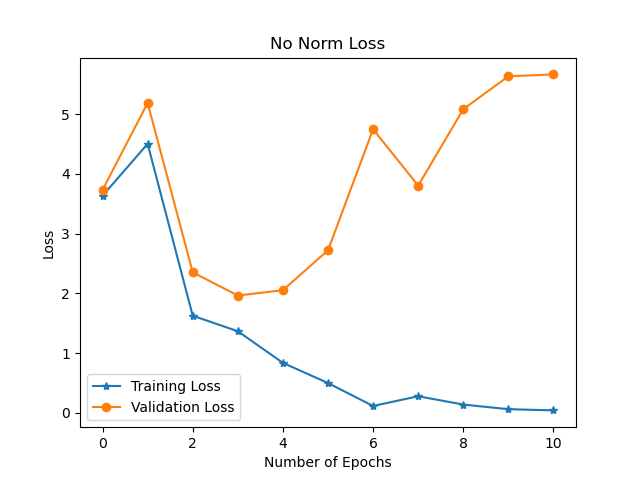 No Norm Loss
Loss
5
4
3
2
1
0
Training Loss
Validation Loss
0 2 4 6 8 10
Number of Epochs